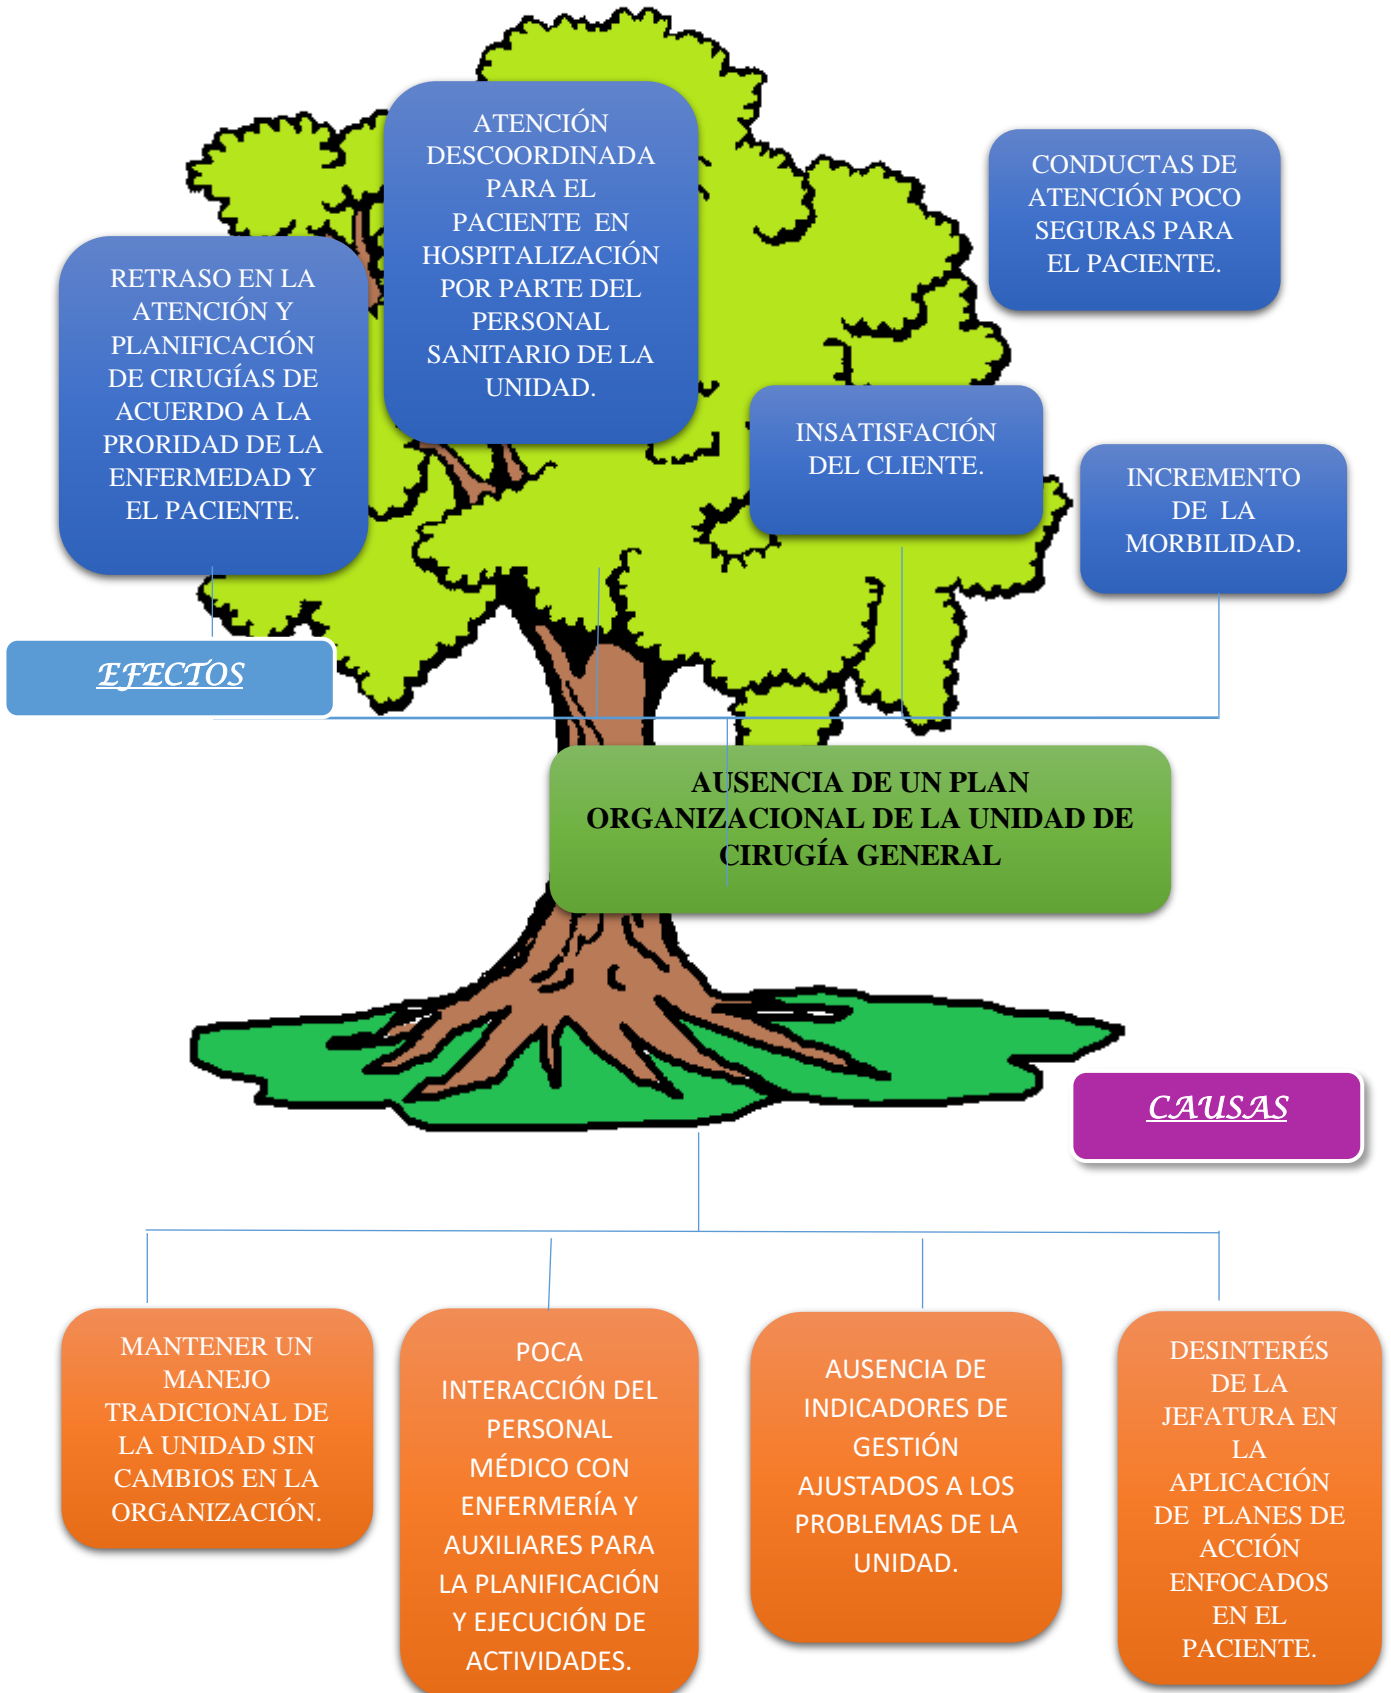 ATENCIÓN
DESCOORDINADA
PARA EL
PACIENTE EN
HOSPITALIZACIÓN
POR PARTE DEL
PERSONAL
SANITARIO DE LA
UNIDAD.
CONDUCTAS DE
ATENCIÓN POCO
SEGURAS PARA
EL PACIENTE.
RETRASO EN LA
ATENCIÓN Y
PLANIFICACIÓN
DE CIRUGÍAS DE
ACUERDO A LA
PRORIDAD DE LA
ENFERMEDAD Y
EL PACIENTE.
INSATISFACIÓN
DEL CLIENTE.
INCREMENTO
DE LA
MORBILIDAD.
EFECTOS
AUSENCIA DE UN PLAN
ORGANIZACIONAL DE LA UNIDAD DE
CIRUGÍA GENERAL
CAUSAS
MANTENER UN
MANEJO
TRADICIONAL DE
LA UNIDAD SIN
CAMBIOS EN LA
ORGANIZACIÓN.
POCA
INTERACCIÓN DEL
PERSONAL
MÉDICO CON
ENFERMERÍA Y
AUXILIARES PARA
LA PLANIFICACIÓN
Y EJECUCIÓN DE
ACTIVIDADES.
AUSENCIA DE
INDICADORES DE
GESTIÓN
AJUSTADOS A LOS
PROBLEMAS DE LA
UNIDAD.
DESINTERÉS
DE LA
JEFATURA EN
LA
APLICACIÓN
DE PLANES DE
ACCIÓN
ENFOCADOS
EN EL
PACIENTE.